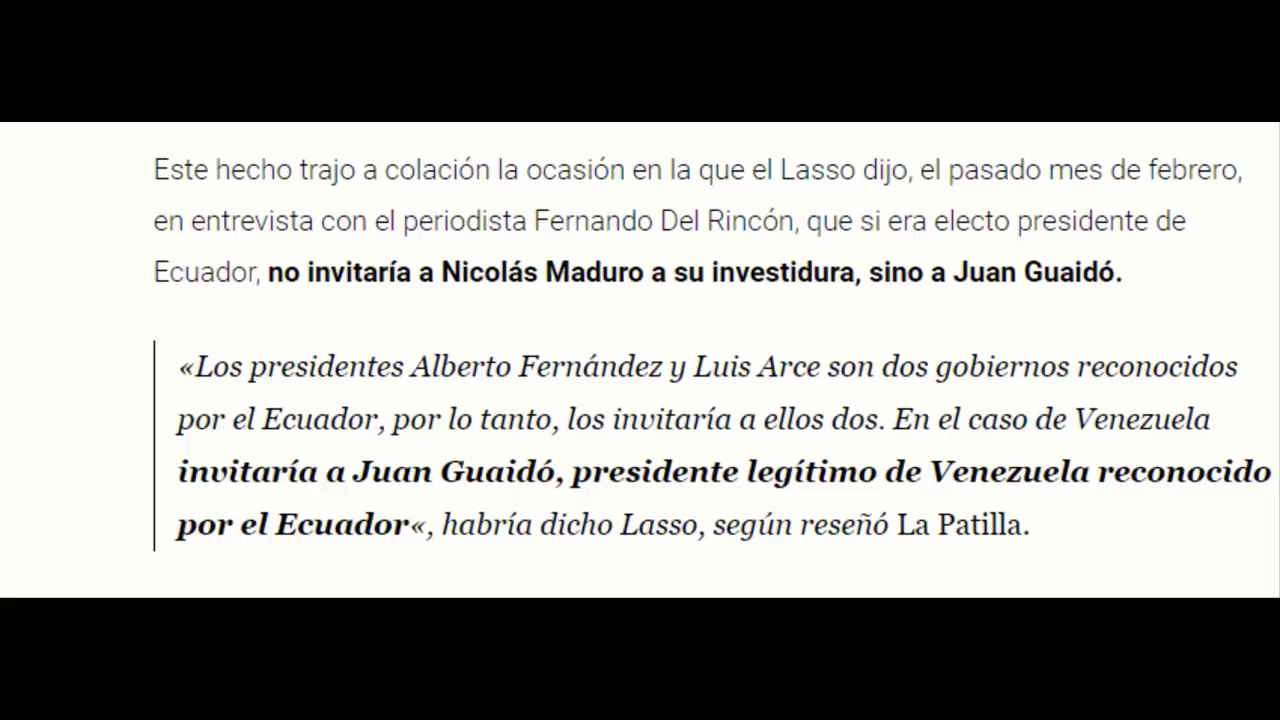 Este hecho trajo a colación la ocasión en la que el Lasso dijo, el pasado mes de febrero,
en entrevista con el periodista Fernando Del Rincón, que si era electo presidente de
Ecuador, no invitaría a Nicolás Maduro a su investidura, sino a Juan Guaidó.
«Los presidentes Alberto Fernández y Luis Arce son dos gobiernos reconocidos
por el Ecuador, por lo tanto, los invitaría a ellos dos. En el caso de Venezuela
invitaría a Juan Guaidó, presidente legítimo de Venezuela reconocido
por el Ecuador«, habría dicho Lasso, según reseñó La Patilla.